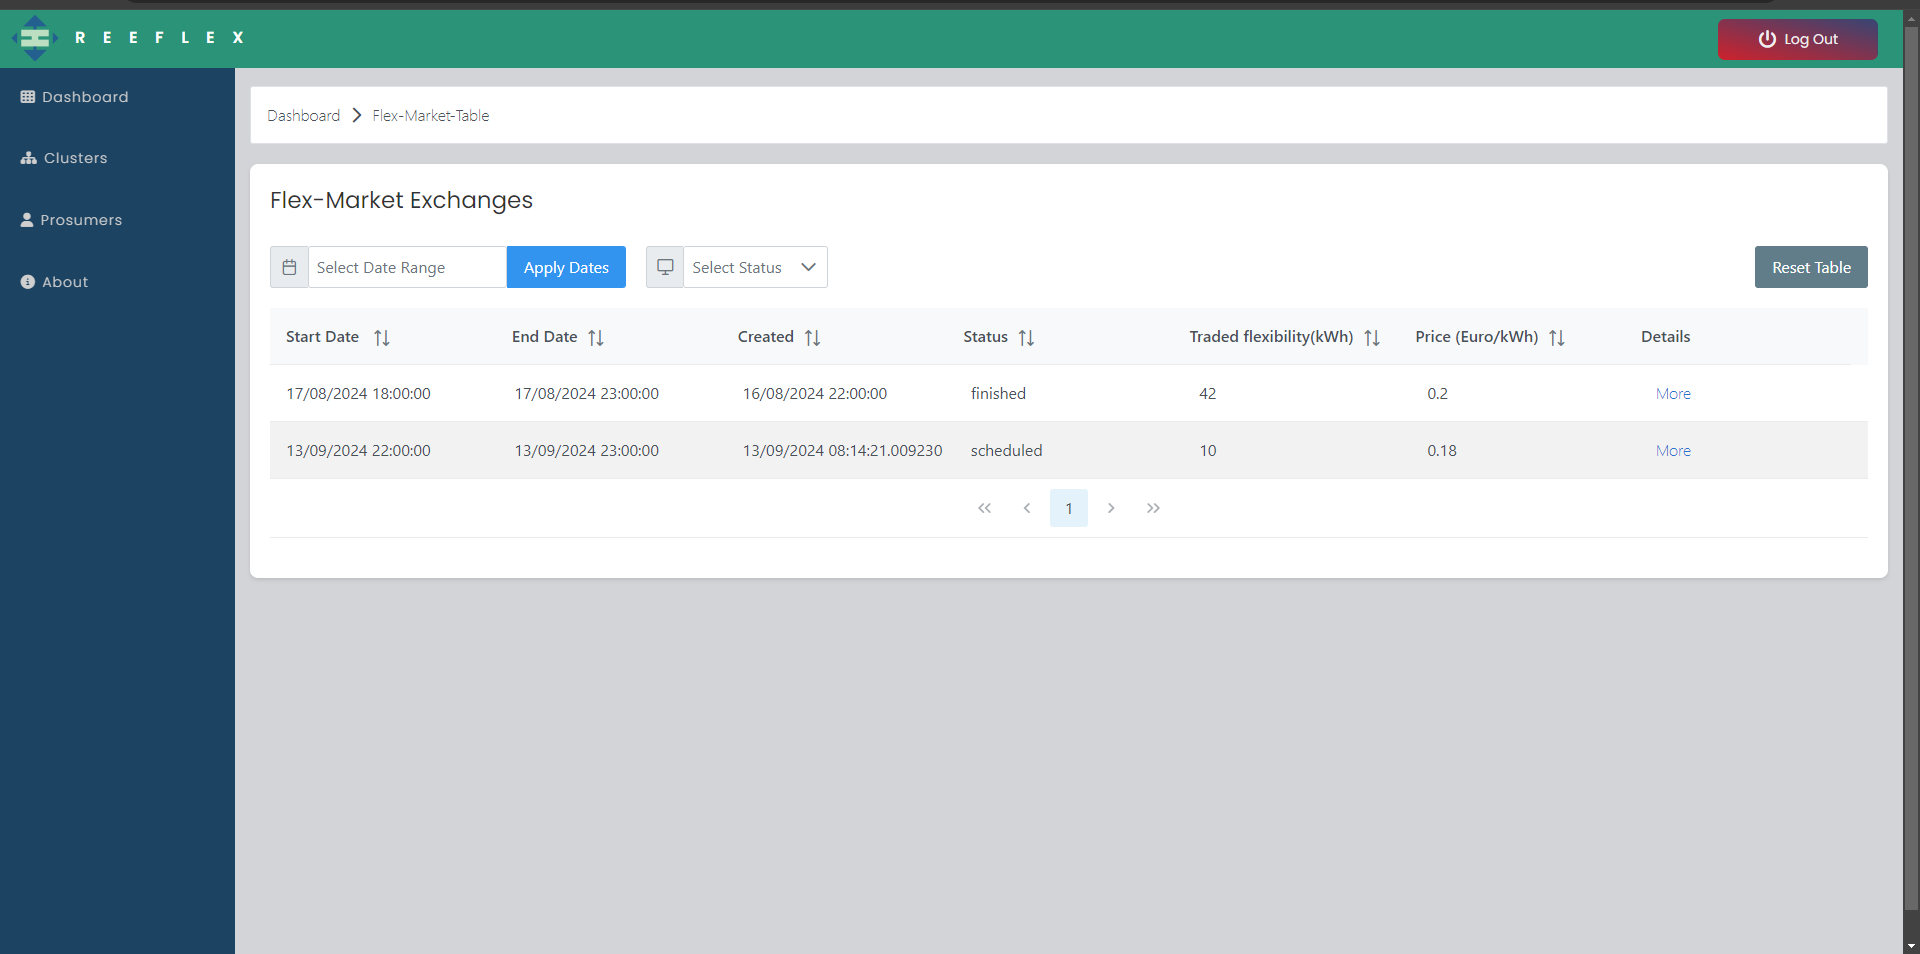 REEFLEX
Log Out
Dashboard
Clusters
Prosumers
About
Dashboard Flex-Market-Table
Flex-Market Exchanges
Select Date Range Apply Dates Select Status Reset Table
Start Date End Date Created Status Traded flexibility(kWh) Price (Euro/kWh) Details
17/08/2024 18:00:00 17/08/2024 23:00:00 16/08/2024 22:00:00 finished 42 0.2 More
13/09/2024 22:00:00 13/09/2024 23:00:00 13/09/2024 08:14:21.009230 scheduled 10 0.18 More
1